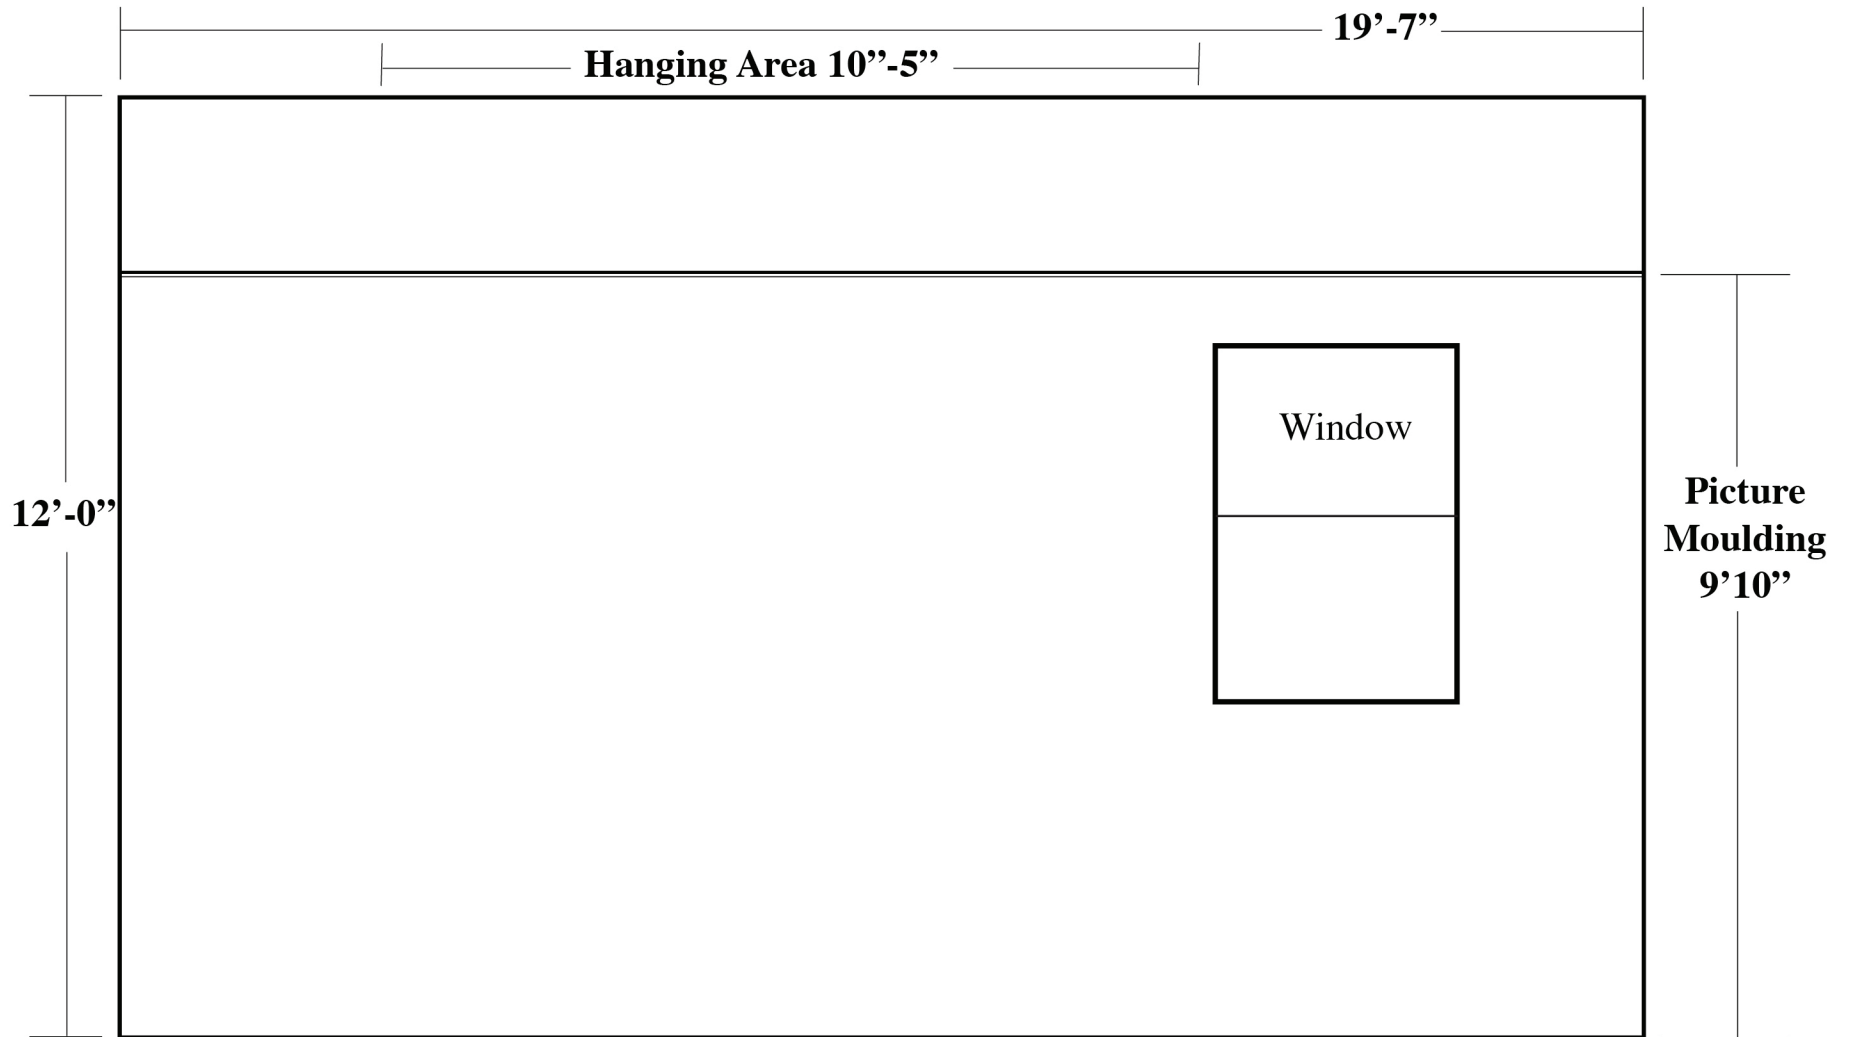 19’-7”
Hanging Area 10”-5”
Window
12’-0”
Picture
Moulding
9’10”